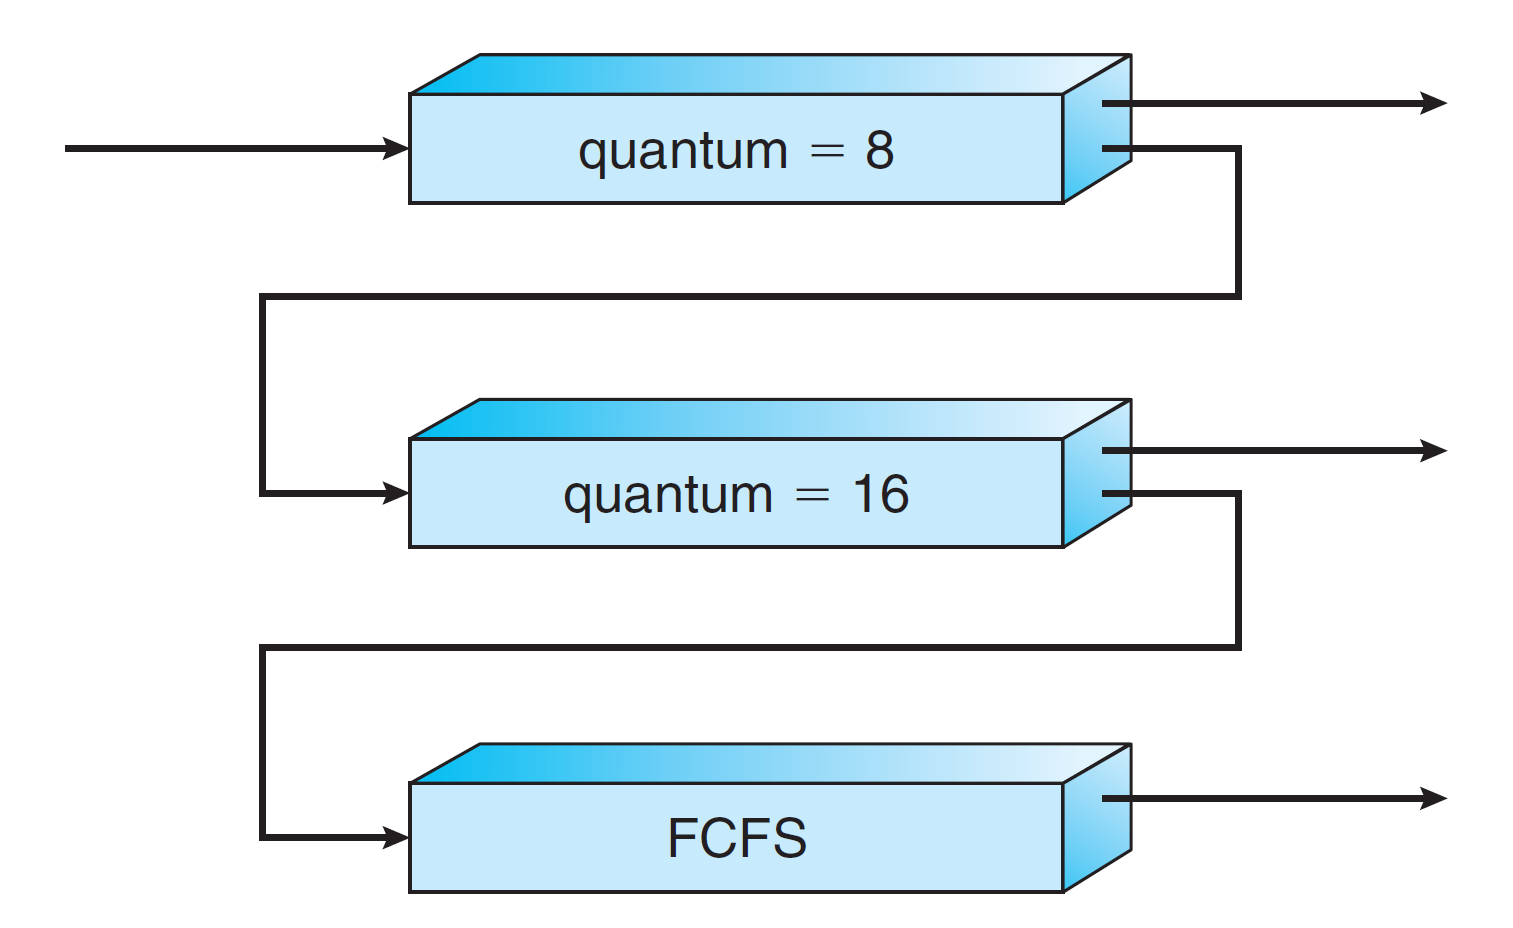 quantum = 8
quantum = 16
FCFS